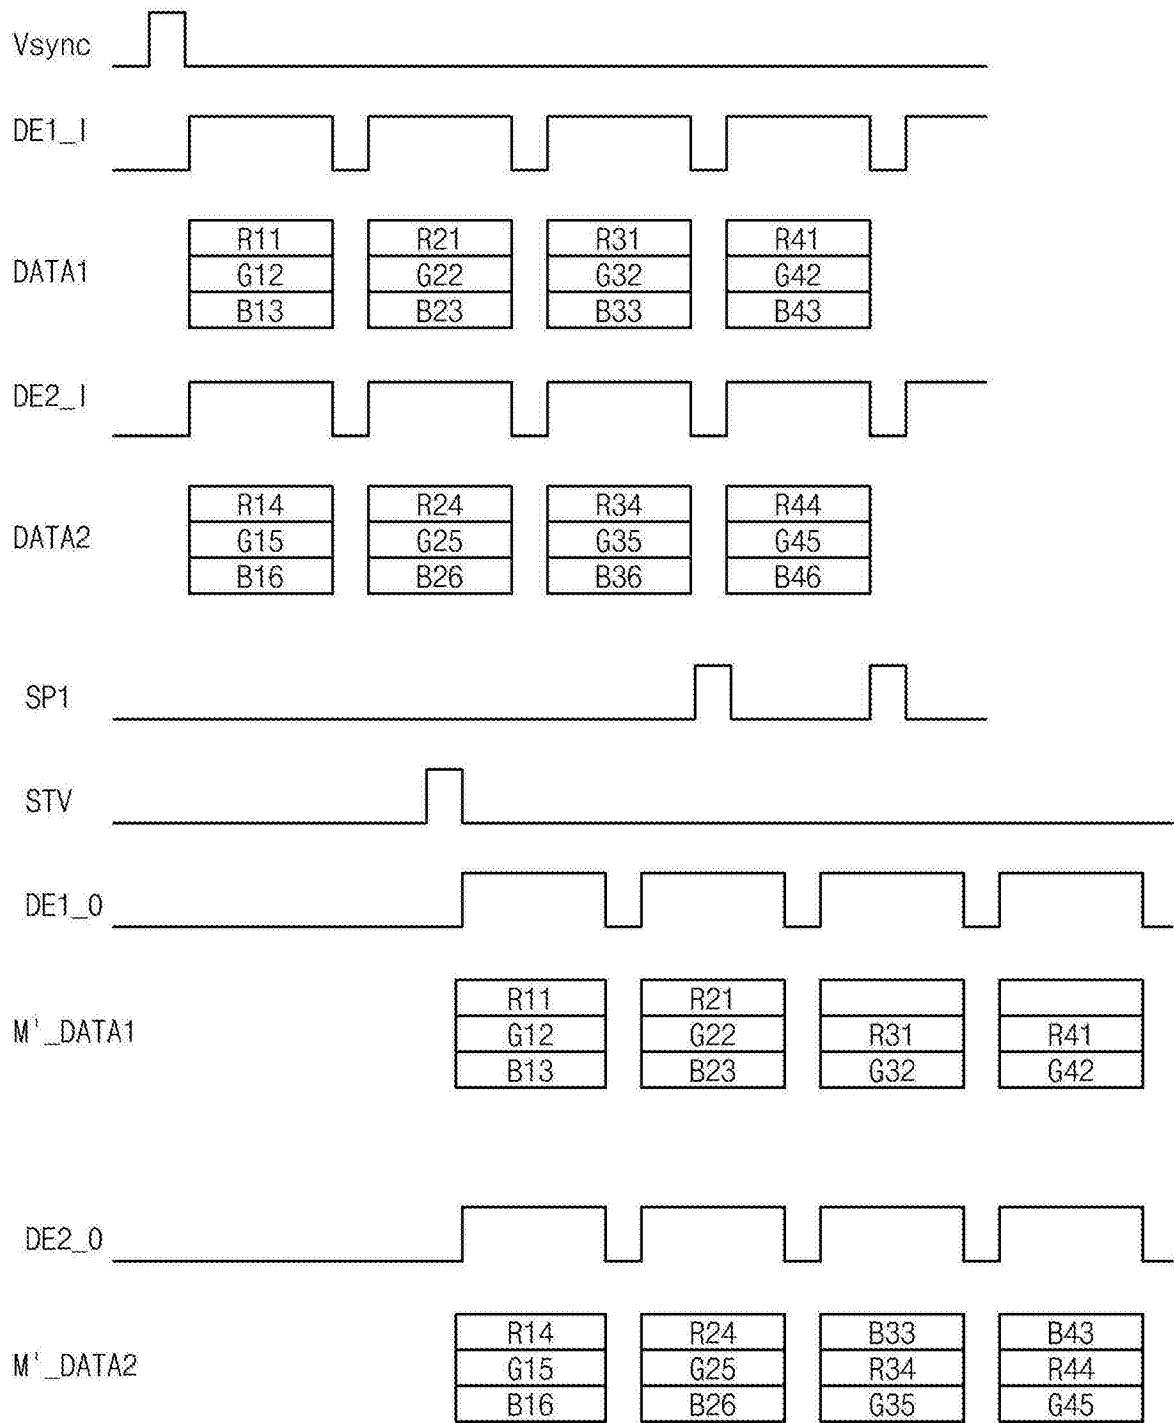 Vsync
DE1_I
DATA1
R11 R21 R31 R41
G12 G22 G32 G42
B13 B23 B33 B43
DE2_I
DATA2
R14 R24 R34 R44
G15 G25 G35 G45
B16 B26 B36 B46
SP1
STV
DE1_0
M'_DATA1
R11 R21
G12 G22 R31 R41
B13 B23 G32 G42
DE2_0
M'_DATA2
R14 R24 B33 B43
G15 G25 R34 R44
B16 B26 G35 G45